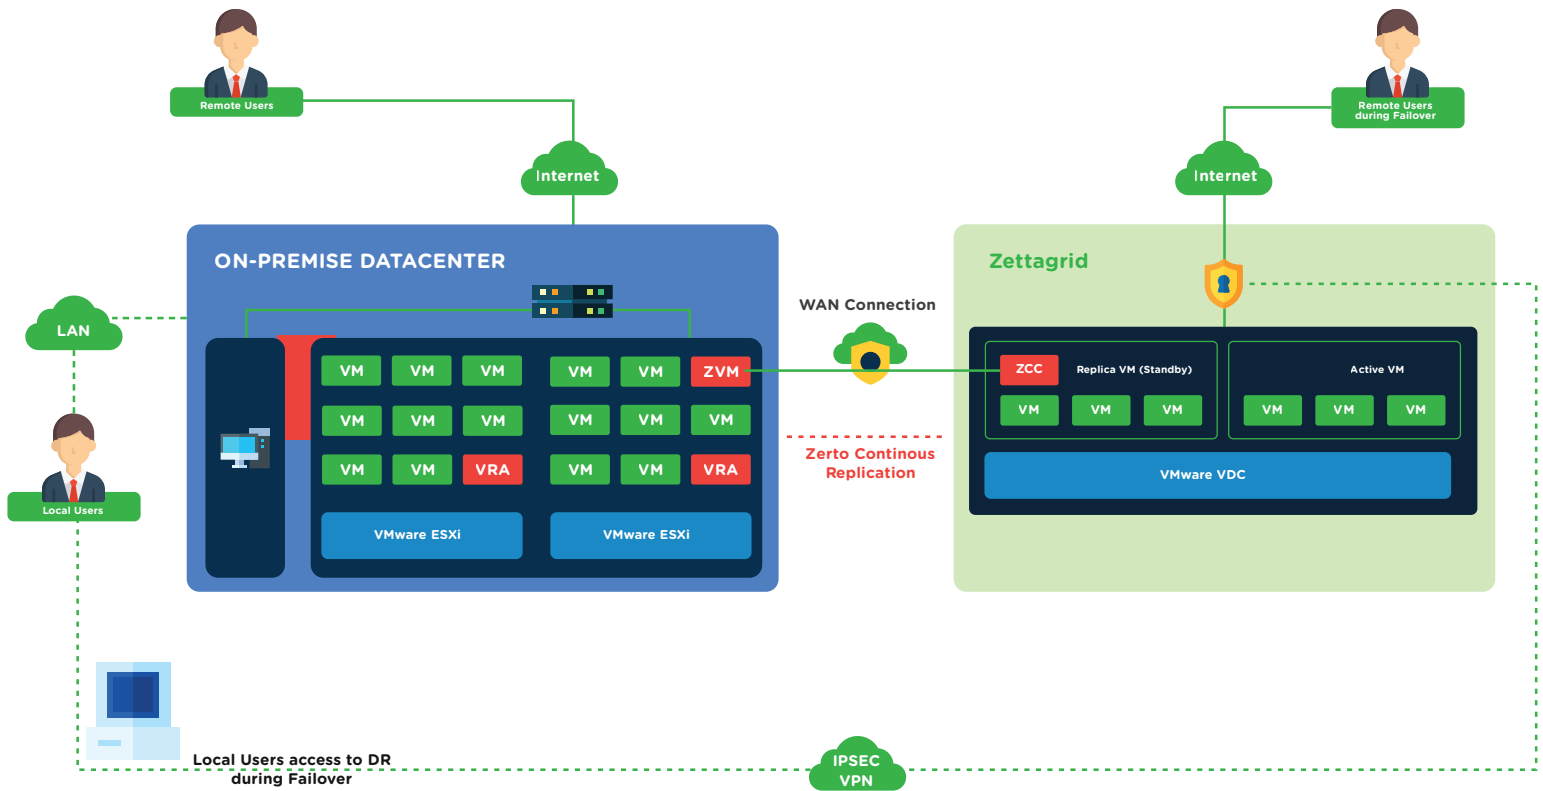 Remote Users
Remote Users
during Failover
Internet
Internet
ON-PREMISE DATACENTER
Zettagrid
WAN Connection
LAN
VM VM VM VM VM ZVM
ZCC Replica VM (Standby) Active VM
VM VM VM VM VM VM
VM VM VM VM VM VM
Zerto Continous
Replication
VM VM VRA VM VM VRA
VMware VDC
Local Users
VMware ESXi VMware ESXi
Local Users access to DR
during Failover
IPSEC
VPN